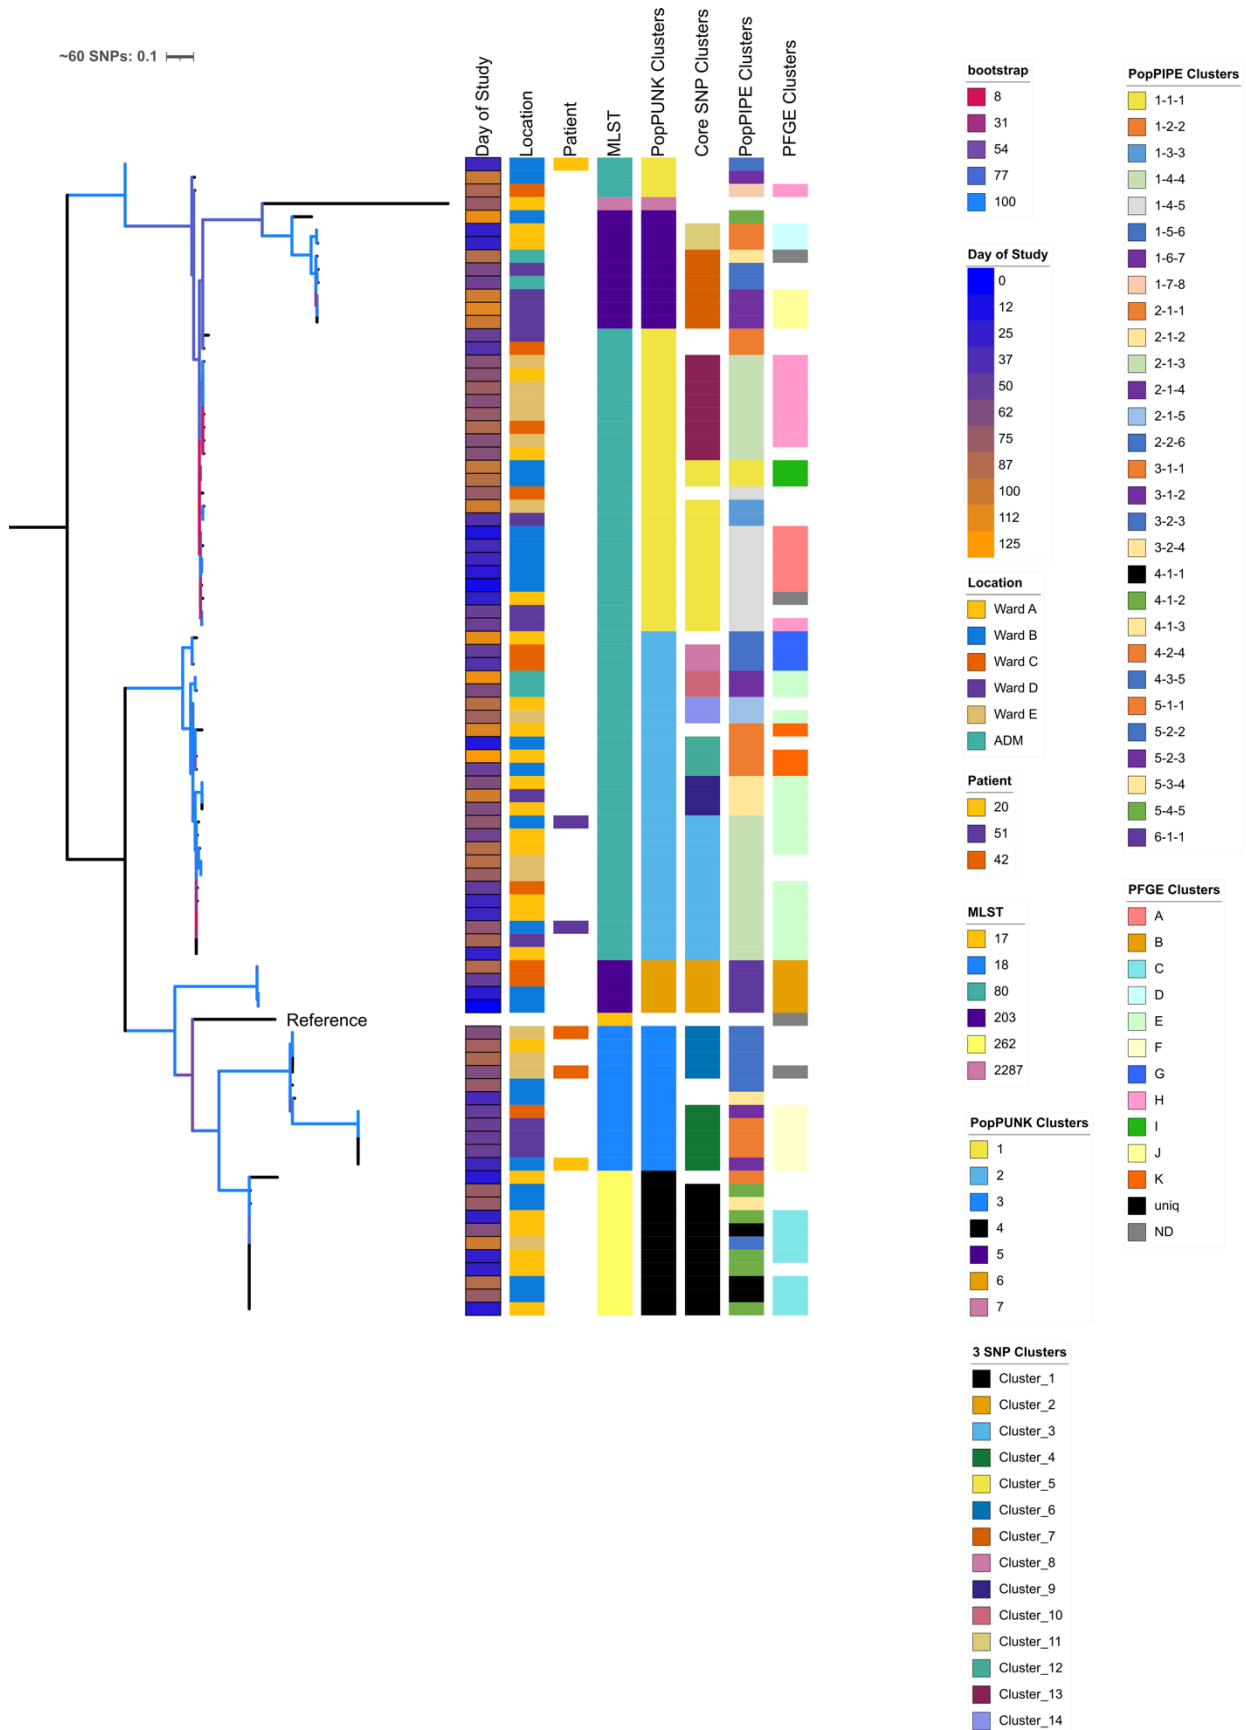 ~60 SNPs: 0.1
Day of Study
Location
Patient
MLST
PopPUNK Clusters
Core SNP Clusters
PopPIPE Clusters
PFGE Clusters
Reference
bootstrap
8
31
54
77
100
Day of Study
0
12
25
37
50
62
75
87
100
112
125
Location
Ward A
Ward B
Ward C
Ward D
Ward E
ADM
Patient
20
51
42
MLST
17
18
80
203
262
2287
PopPUNK Clusters
1
2
3
4
5
6
7
3 SNP Clusters
Cluster_1
Cluster_2
Cluster_3
Cluster_4
Cluster_5
Cluster_6
Cluster_7
Cluster_8
Cluster_9
Cluster_10
Cluster_11
Cluster_12
Cluster_13
Cluster_14
PopPIPE Clusters
1-1-1
1-2-2
1-3-3
1-4-4
1-4-5
1-5-6
1-6-7
1-7-8
2-1-1
2-1-2
2-1-3
2-1-4
2-1-5
2-2-6
3-1-1
3-1-2
3-2-3
3-2-4
4-1-1
4-1-2
4-1-3
4-2-4
4-3-5
5-1-1
5-2-2
5-2-3
5-3-4
5-4-5
6-1-1
PFGE Clusters
A
B
C
D
E
F
G
H
I
J
K
uniq
ND